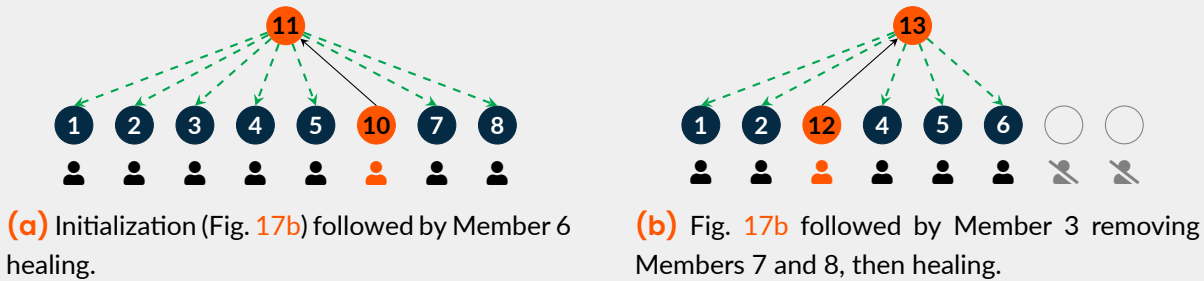 11
1 2 3 4 5 10 7 8
(a) Initialization (Fig. 17b) followed by Member 6
healing.
13
1 2 12 4 5 6
(b) Fig. 17b followed by Member 3 removing
Members 7 and 8, then healing.